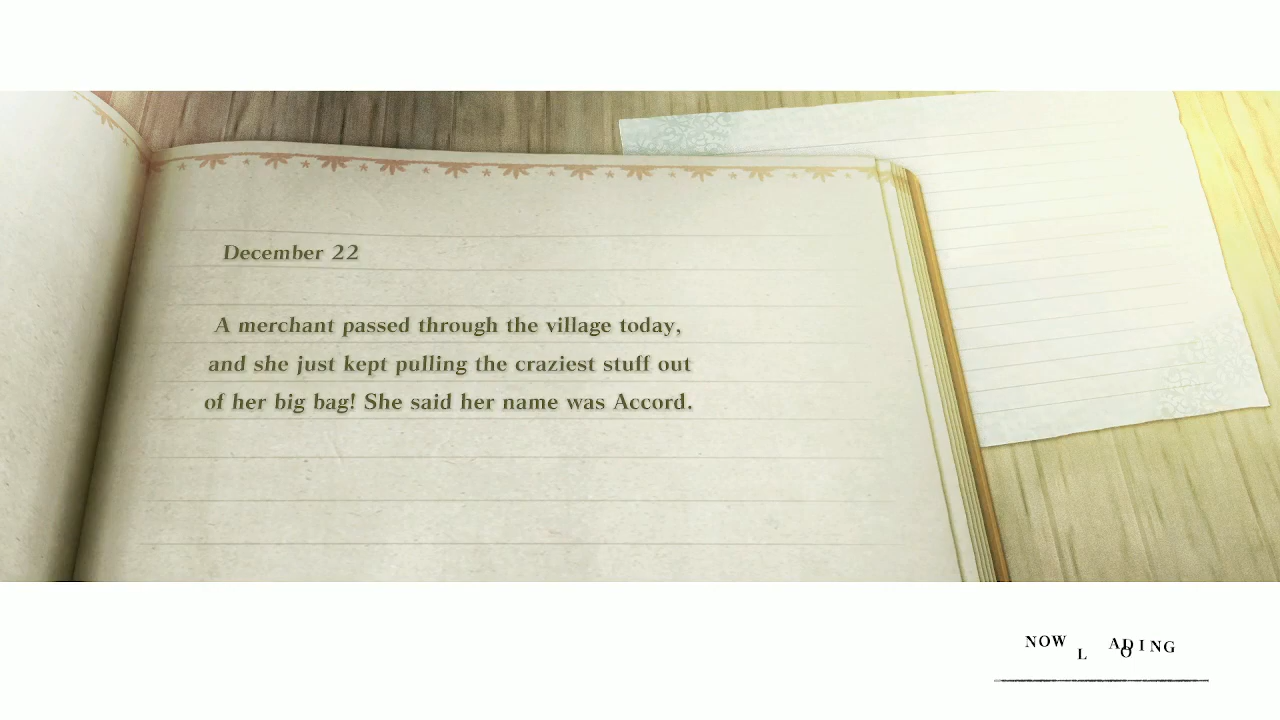 December 22
A merchant passed through the village today,
and she just kept pulling the craziest stuff out
of her big bag! She said her name was Accord.
NOW LOADING